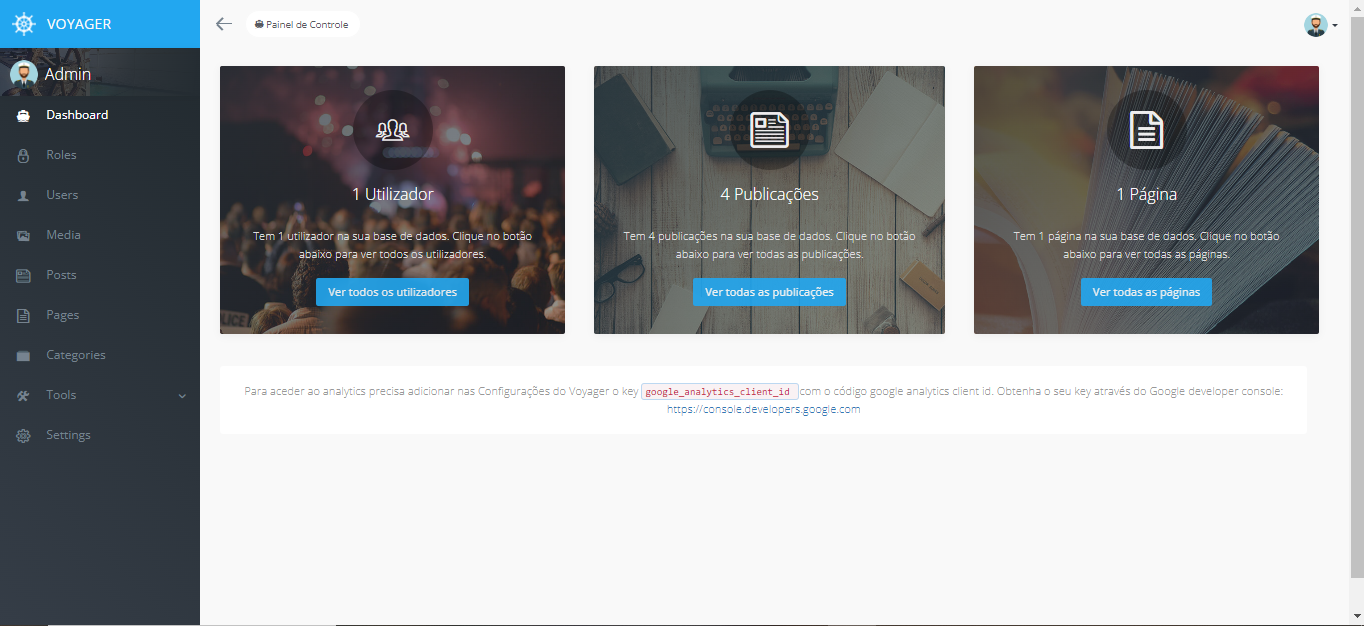 VOYAGER
Admin
Dashboard
Roles
Users
Media
Posts
Pages
Categories
Tools
Settings
Painel de Controle
1 Utilizador
Tem 1 utilizador na sua base de dados. Clique no botão
abaixo para ver todos os utilizadores.
Ver todos os utilizadores
4 Publicações
Tem 4 publicações na sua base de dados. Clique no botão
abaixo para ver todas as publicações.
Ver todas as publicações
1 Página
Tem 1 página na sua base de dados. Clique no botão
abaixo para ver todas as páginas.
Ver todas as páginas
Para aceder ao analytics precisa adicionar nas Configurações do Voyager o key google_analytics_client_id com o código google analytics client id. Obtenha o seu key através do Google developer console:
https://console.developers.google.com